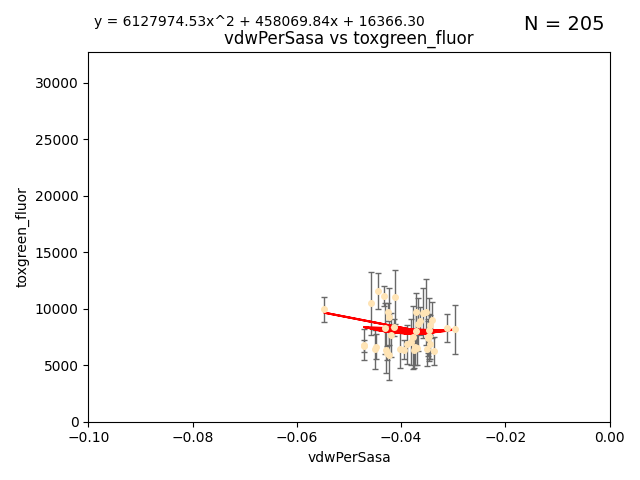 y = 6127974.53x^2 + 458069.84x + 16366.30
N = 205
vdwPerSasa vs toxgreen_fluor
30000
25000
20000
15000
10000
5000
0
toxgreen_fluor
−0.10 −0.08 −0.06 −0.04 −0.02 0.00
vdwPerSasa